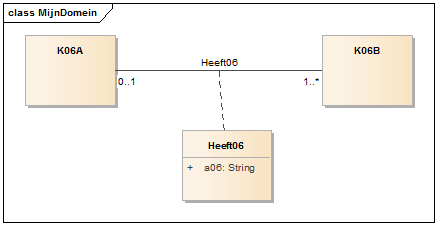 class MijnDomein
K06A
K06B
Heeft06
0..1
1..*
Heeft06
+ a06: String